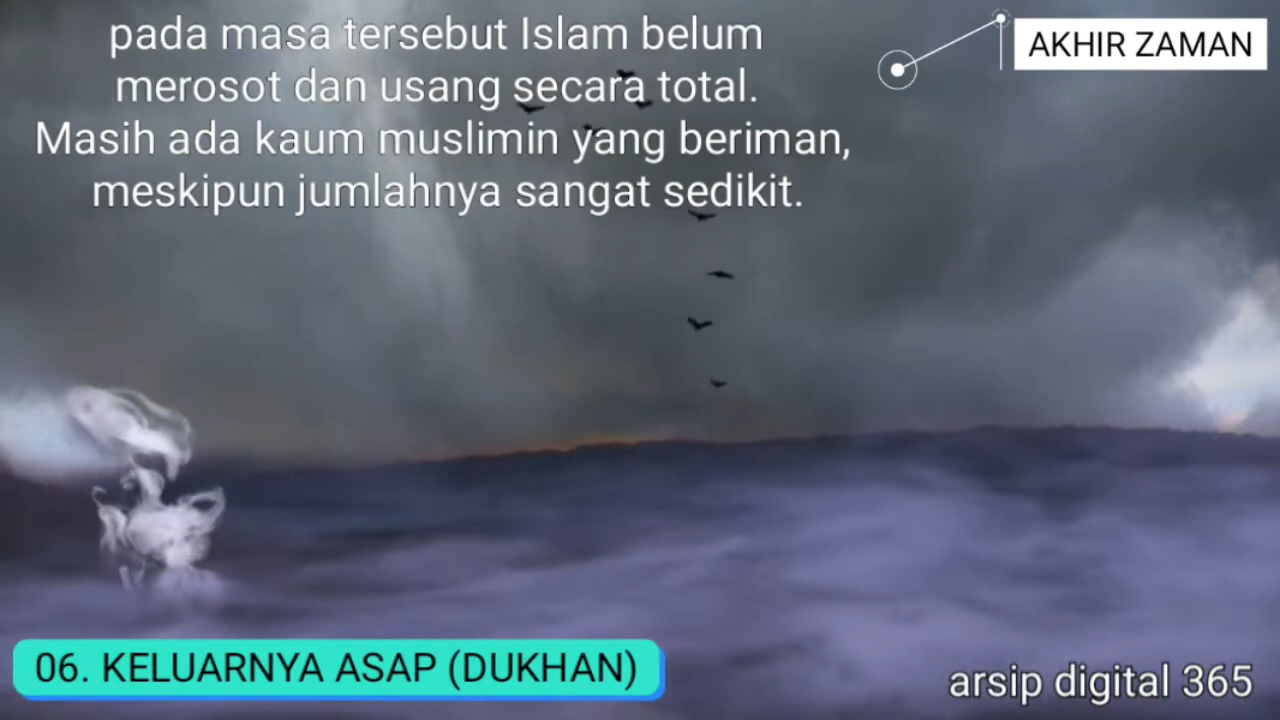 pada masa tersebut Islam belum
merosot dan usang secara total.
Masih ada kaum muslimin yang beriman,
meskipun jumlahnya sangat sedikit.
AKHIR ZAMAN
06. KELUARNYA ASAP (DUKHAN)
arsip digital 365